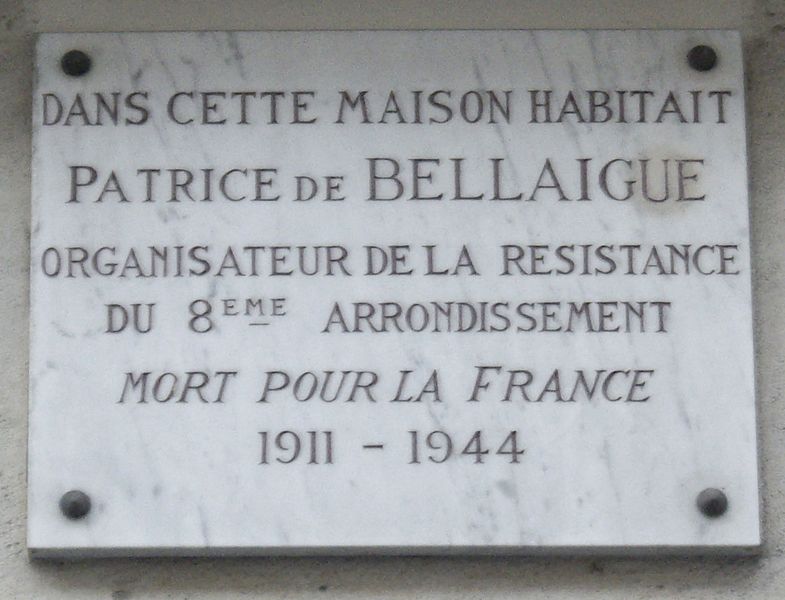 DANS CETTE MAISON HABITAIT
PATRICE DE BELLAIGUE
ORGANISATEUR DE LA RESISTANCE
DU 8EME ARRONDISSEMENT
MORT POUR LA FRANCE
1911 - 1944